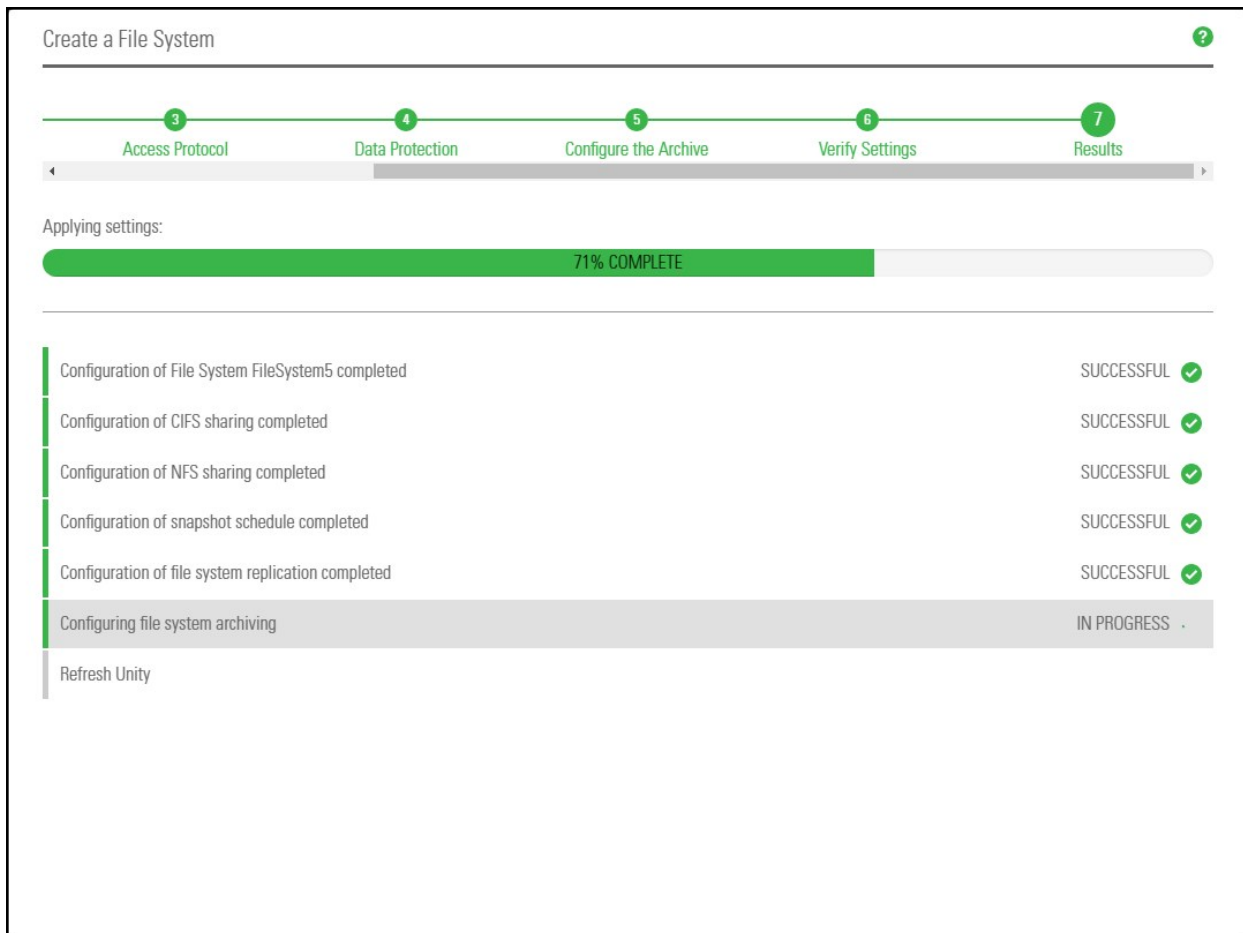 Create a File System
?
3 4 5 6 7
Access Protocol Data Protection Configure the Archive Verify Settings Results
Applying settings:
71% COMPLETE
Configuration of File System FileSystem5 completed SUCCESSFUL
Configuration of CIFS sharing completed SUCCESSFUL
Configuration of NFS sharing completed SUCCESSFUL
Configuration of snapshot schedule completed SUCCESSFUL
Configuration of file system replication completed SUCCESSFUL
Configuring file system archiving IN PROGRESS
Refresh Unity